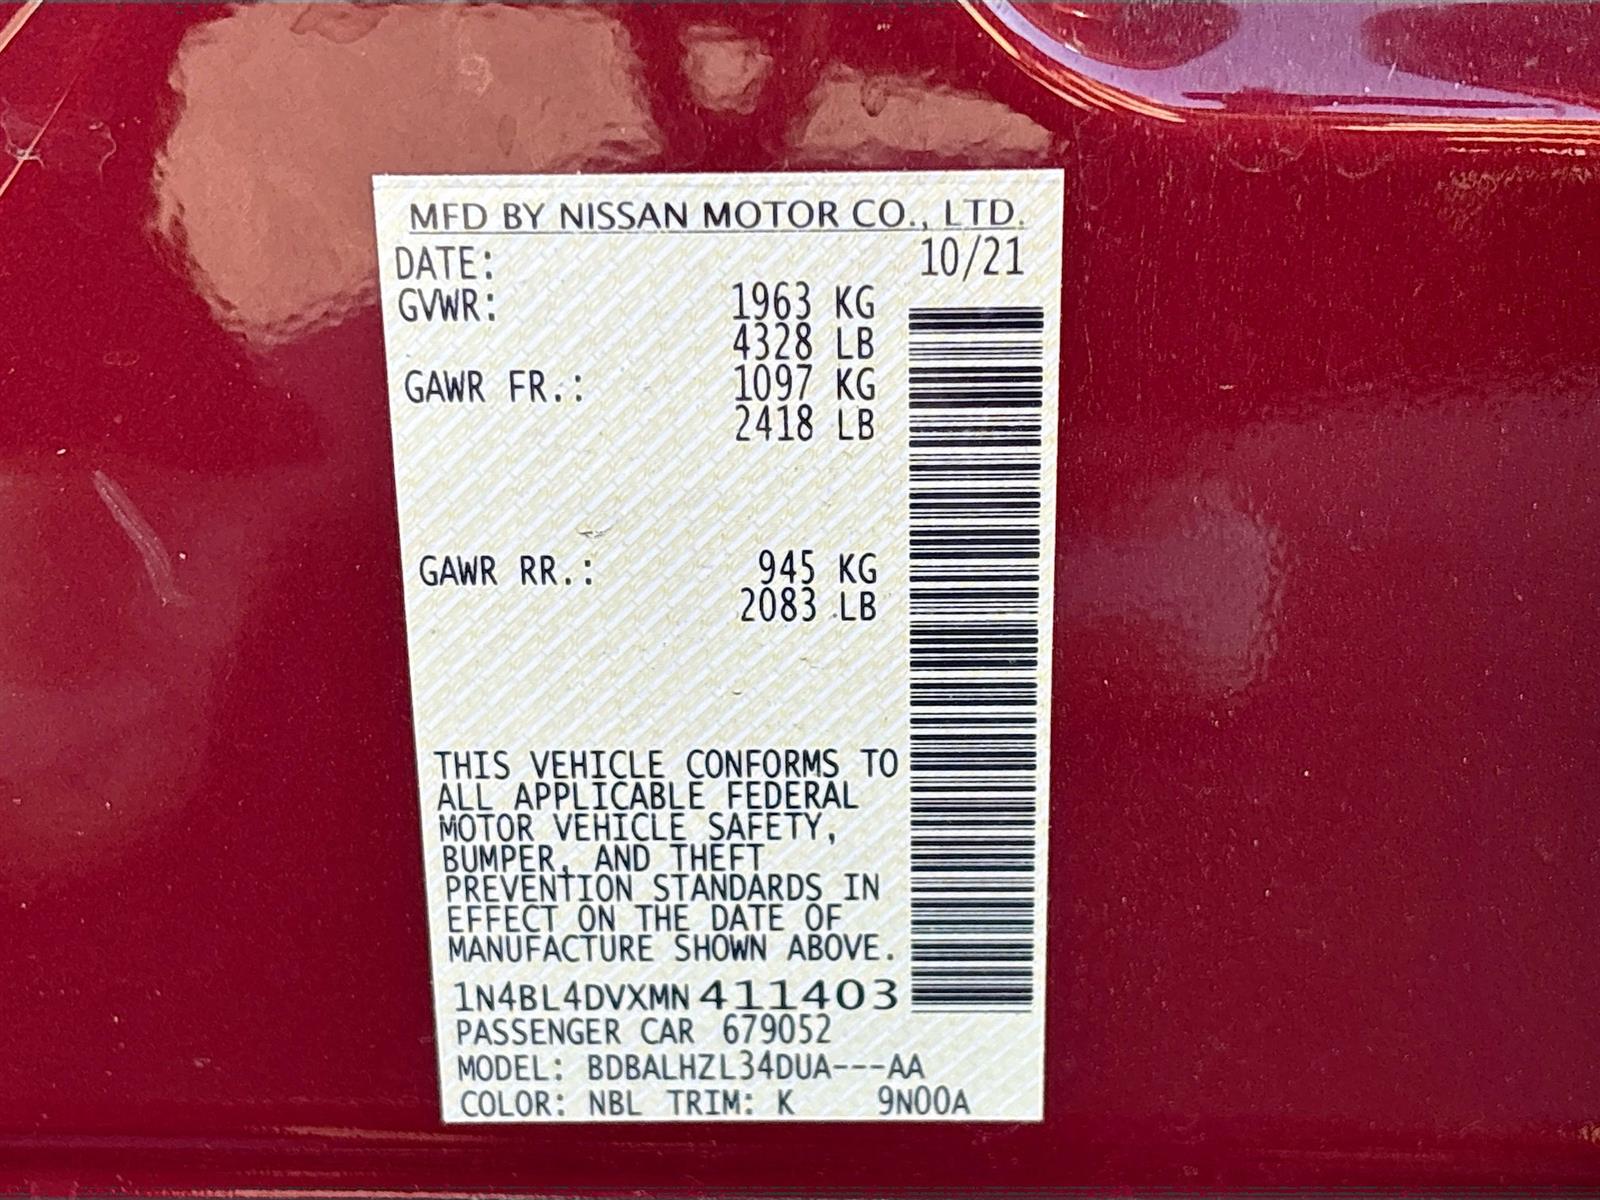 MFD BY NISSAN MOTOR CO., LTD.
DATE: 10/21
GVWR: 1963 KG
4328 LB
GAWR FR.: 1097 KG
2418 LB
GAWR RR.: 945 KG
2083 LB
THIS VEHICLE CONFORMS TO
ALL APPLICABLE FEDERAL
MOTOR VEHICLE SAFETY,
BUMPER, AND THEFT
PREVENTION STANDARDS IN
EFFECT ON THE DATE OF
MANUFACTURE SHOWN ABOVE.
1N4BL4DVXMN411403
PASSENGER CAR 679052
MODEL: BDBALHZL34DUA---AA
COLOR: NBL TRIM: K 9N00A